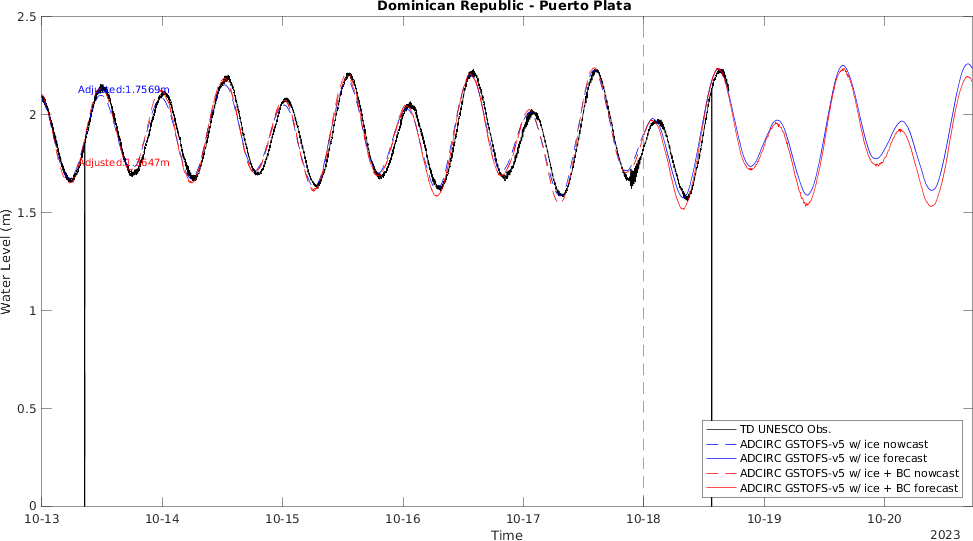 Dominican Republic - Puerto Plata
2.5
2
1.5
1
0.5
0
Water Level (m)
Adjusted:1.7569m
10-13
10-14
10-15
10-16
10-17
10-18
10-19
10-20
Time
2023
TD UNESCO Obs.
ADCIRC GSTOFS-v5 w/ ice nowcast
ADCIRC GSTOFS-v5 w/ ice forecast
ADCIRC GSTOFS-v5 w/ ice + BC nowcast
ADCIRC GSTOFS-v5 w/ ice + BC forecast